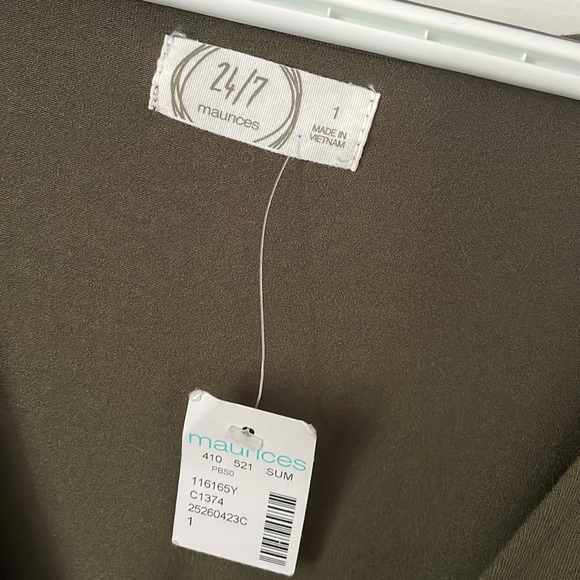 24/7
maurices
1
MADE IN
VIETNAM
maurices
410 521 SUM
PBS0
116165Y
C1374
25260423C
1